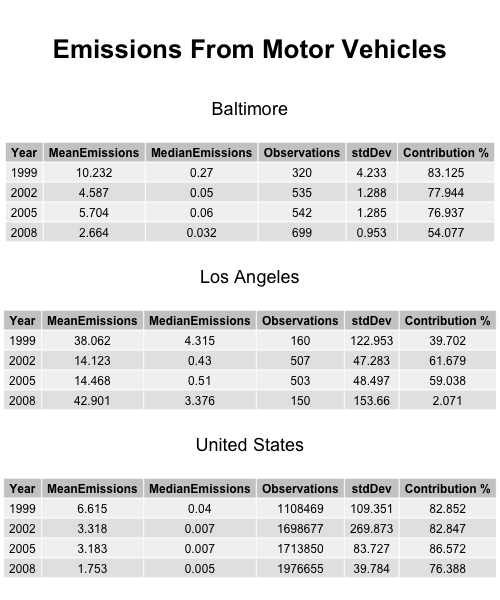 Emissions From Motor Vehicles
Baltimore
Year MeanEmissions MedianEmissions Observations stdDev Contribution %
1999 10.232 0.27 320 4.233 83.125
2002 4.587 0.05 535 1.288 77.944
2005 5.704 0.06 542 1.285 76.937
2008 2.664 0.032 699 0.953 54.077
Los Angeles
Year MeanEmissions MedianEmissions Observations stdDev Contribution %
1999 38.062 4.315 160 122.953 39.702
2002 14.123 0.43 507 47.283 61.679
2005 14.468 0.51 503 48.497 59.038
2008 42.901 3.376 150 153.66 2.071
United States
Year MeanEmissions MedianEmissions Observations stdDev Contribution %
1999 6.615 0.04 1108469 109.351 82.852
2002 3.318 0.007 1698677 269.873 82.847
2005 3.183 0.007 1713850 83.727 86.572
2008 1.753 0.005 1976655 39.784 76.388